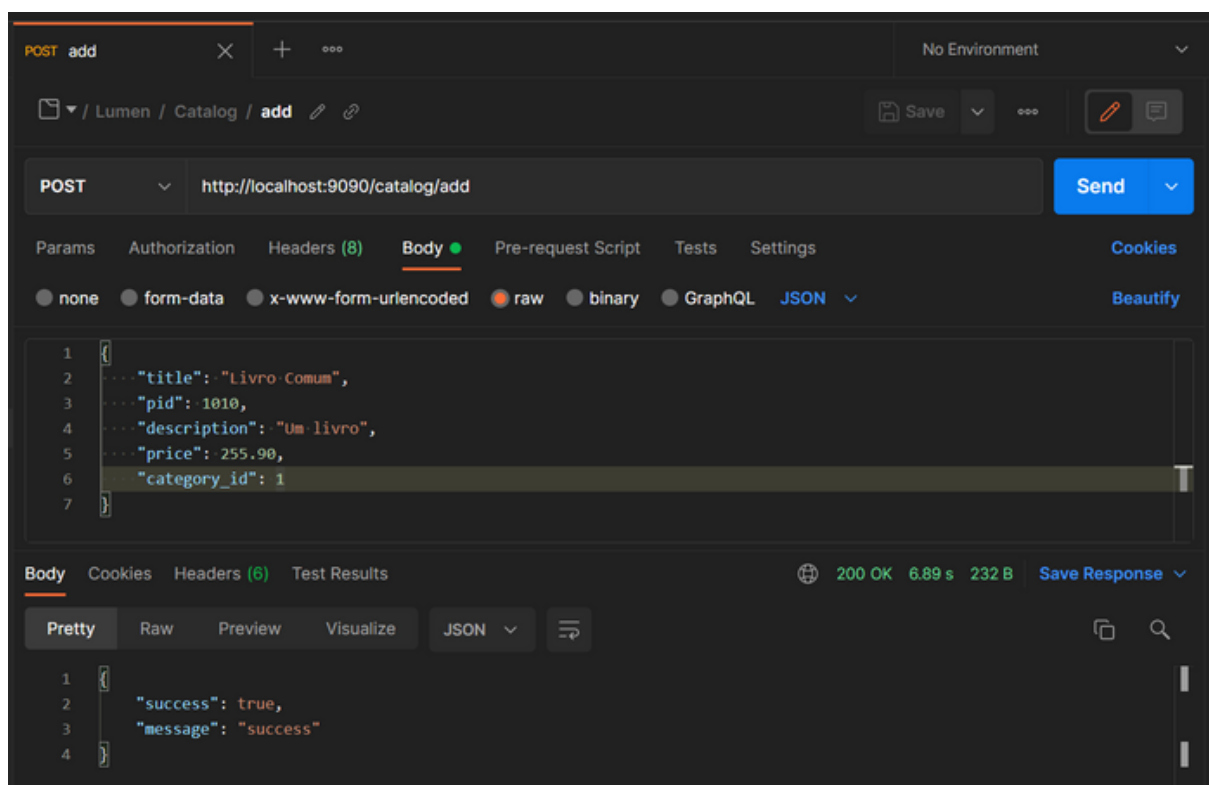 POST add No Environment
/ Lumen / Catalog / add Save
POST http://localhost:9090/catalog/add Send
Params Authorization Headers (8) Body Pre-request Script Tests Settings Cookies
none form-data x-www-form-urlencoded raw binary GraphQL JSON Beautify
1 {
2 "title": "Livro Comum",
3 "pid": 1010,
4 "description": "Um livro",
5 "price": 255.90,
6 "category_id": 1
7 }
Body Cookies Headers (6) Test Results 200 OK 6.89 s 232 B Save Response
Pretty Raw Preview Visualize JSON
1 {
2 "success": true,
3 "message": "success"
4 }